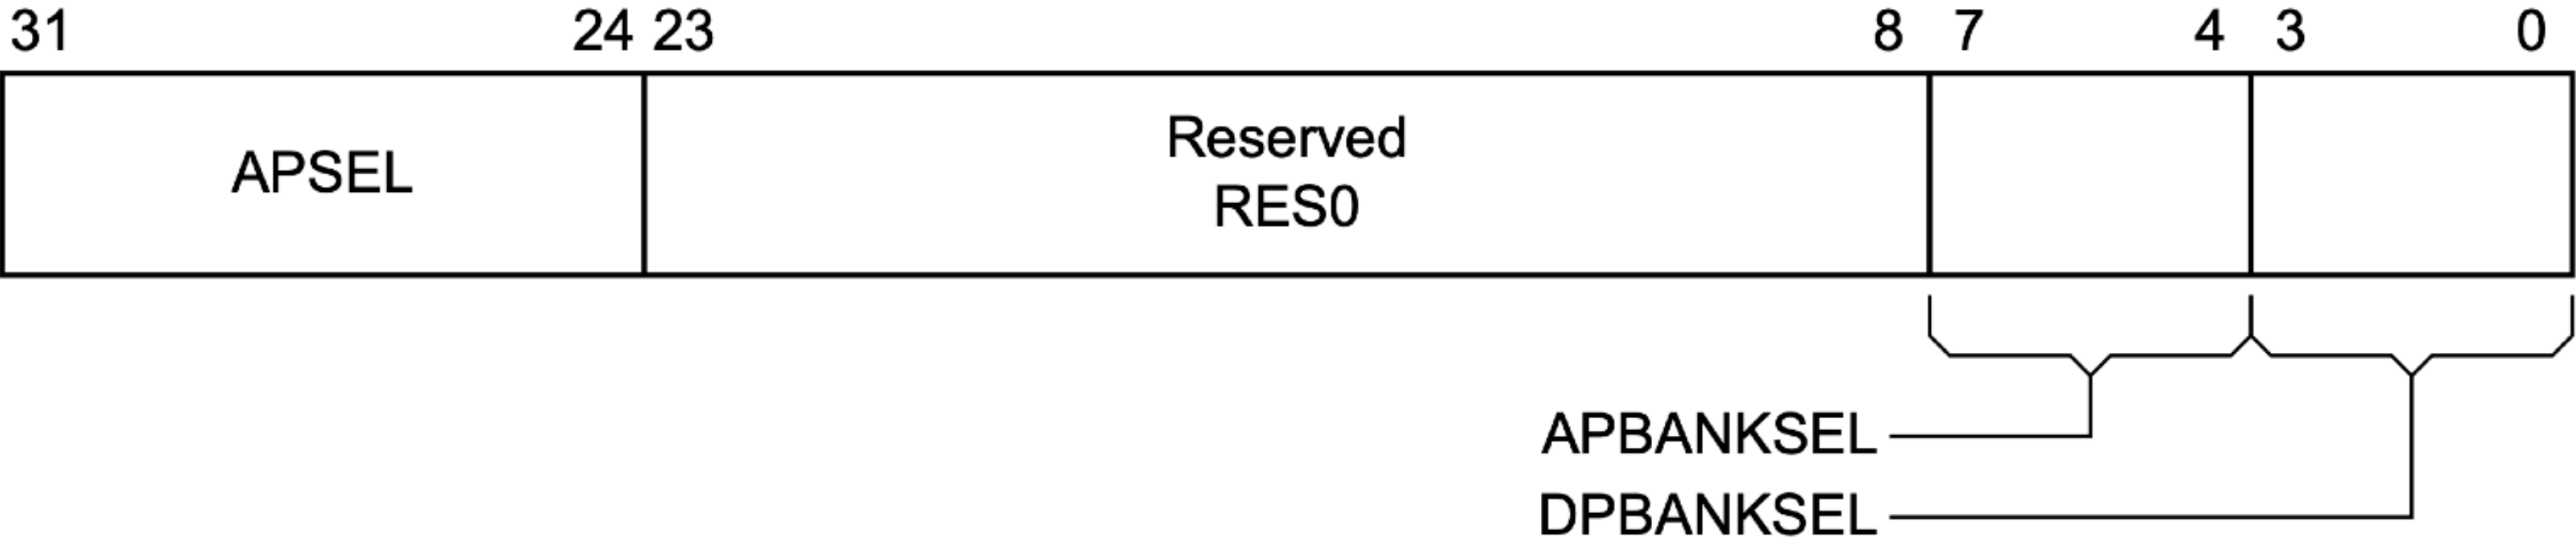 31 24 23 8 7 4 3 0
APSEL
Reserved
RES0
APBANKSEL
DPBANKSEL